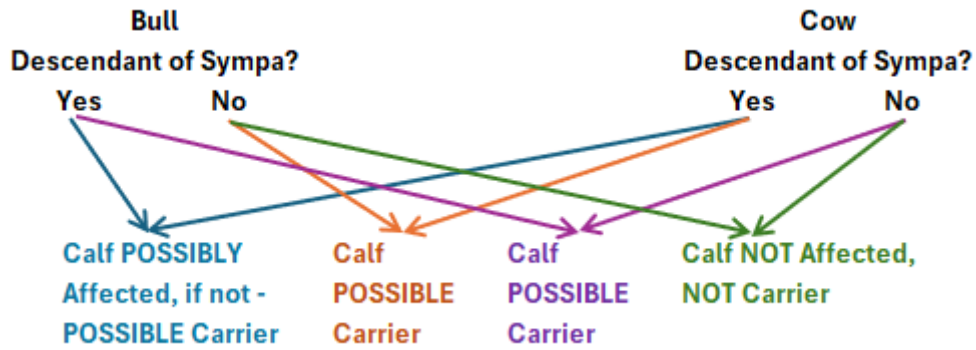 Bull
Cow
Descendant of Sympa?
Descendant of Sympa?
Yes No
Yes No
Calf POSSIBLY
Affected, if not -
POSSIBLE Carrier
Calf
POSSIBLE
Carrier
Calf
POSSIBLE
Carrier
Calf NOT Affected,
NOT Carrier